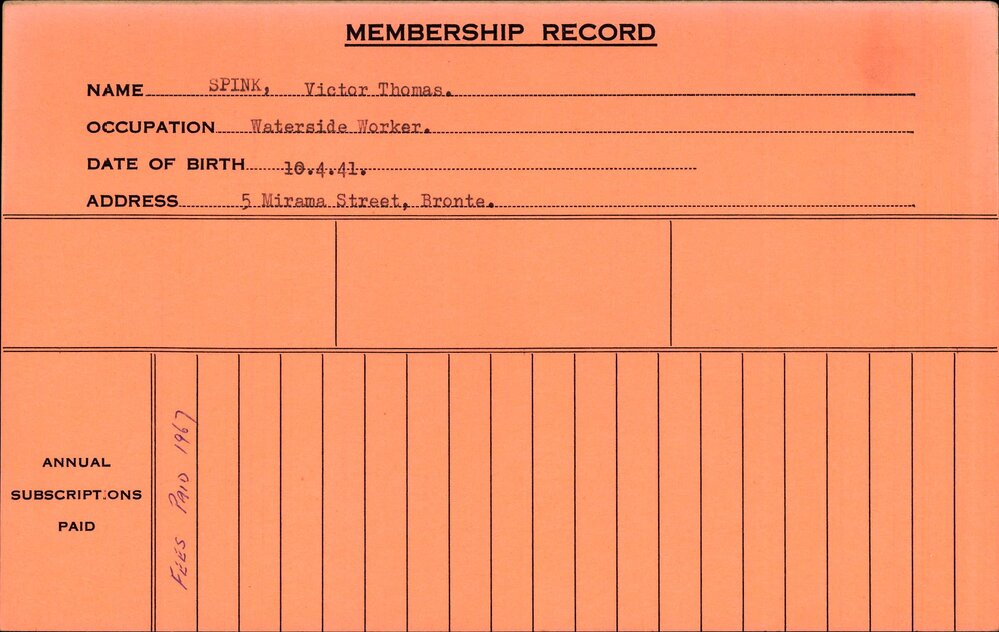 MEMBERSHIP RECORD
NAME SPINK, Victor Thomas.
OCCUPATION Waterside Worker.
DATE OF BIRTH 10.4.41.
ADDRESS 5 Mirama Street, Bronte.
ANNUAL
SUBSCRIPTIONS
PAID
FEES PAID 1967